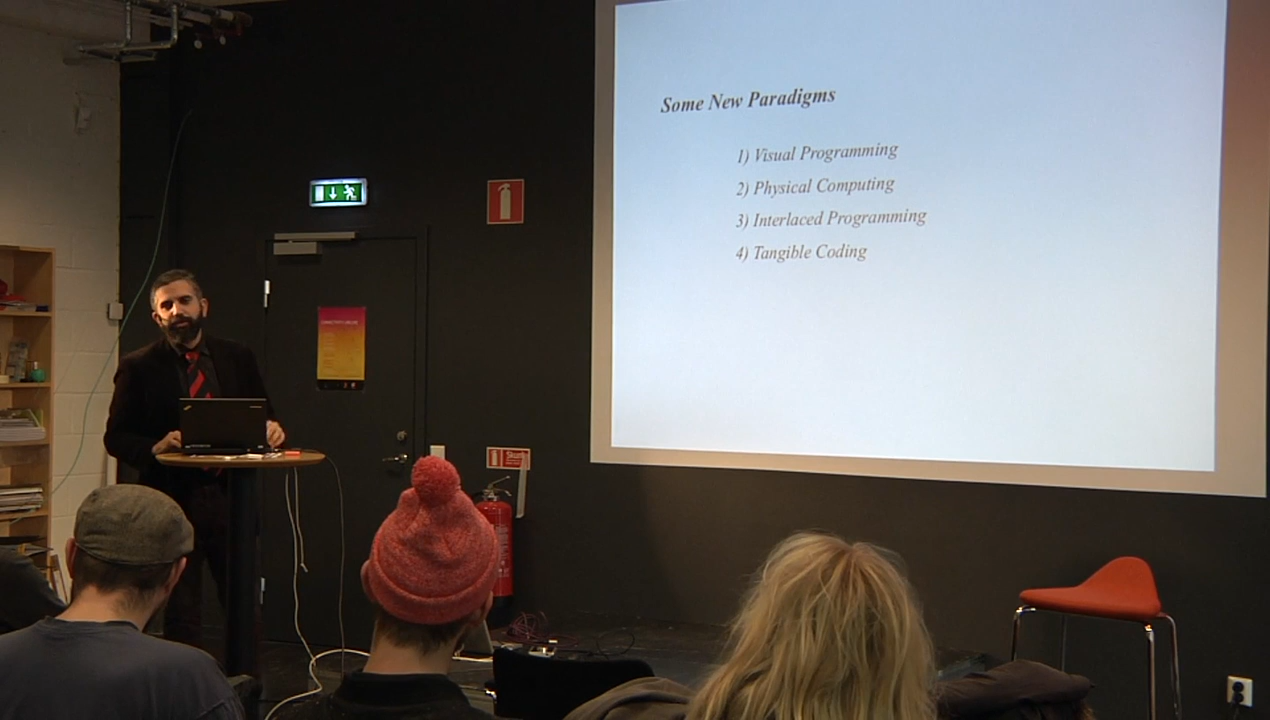 Some New Paradigms
1) Visual Programming
2) Physical Computing
3) Interlaced Programming
4) Tangible Coding